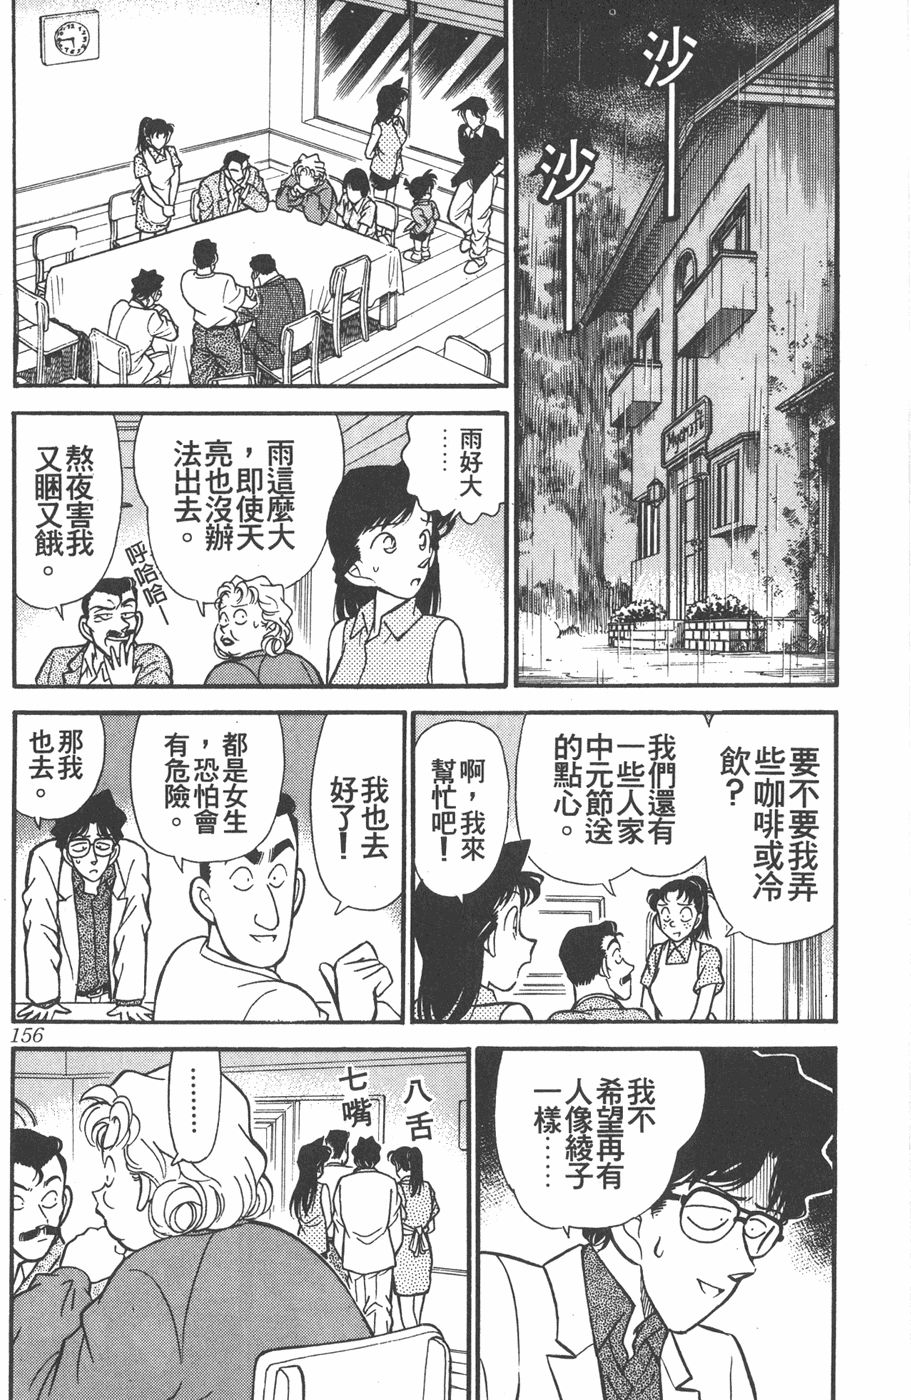 沙
沙
Mycroft
雨好大
……
雨這麼大
，即使天
亮也沒辦
法出去。
熬夜害我
又睏又餓。
呼哈哈
要不要我弄
些咖啡或冷
飲？
我們還有
一些人家
中元節送
的點心。
啊，我來
幫忙吧！
我也去
好了！
都是女生
，恐怕會
有危險。
那我
也去。
156
我不
希望再有
人像綾子
一樣……
七嘴
八舌
………